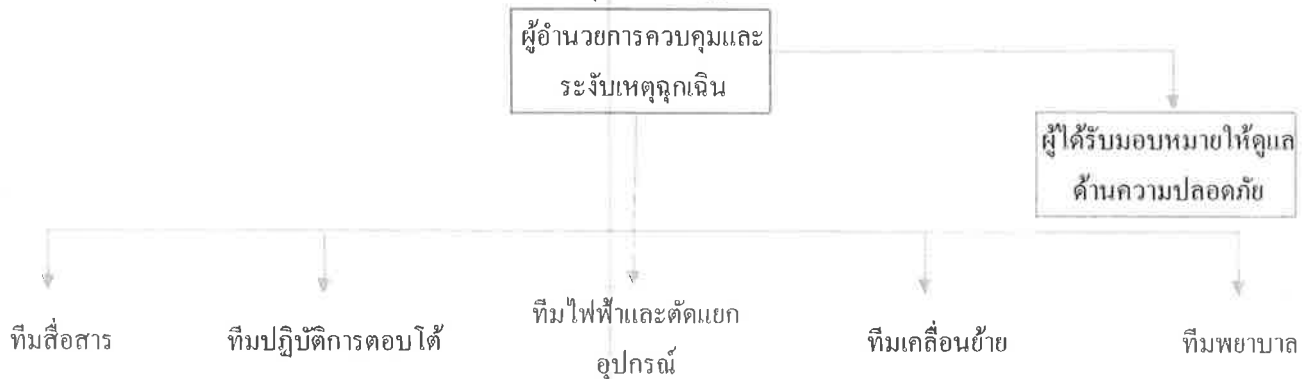 ผู้อำนวยการควบคุมและ
ระงับเหตุฉุกเฉิน
ผู้ได้รับมอบหมายให้ดูแล
ด้านความปลอดภัย
ทีมสื่อสาร
ทีมปฏิบัติการตอบโต้
ทีมไฟฟ้าและตัดแยก
อุปกรณ์
ทีมเคลื่อนย้าย
ทีมพยาบาล